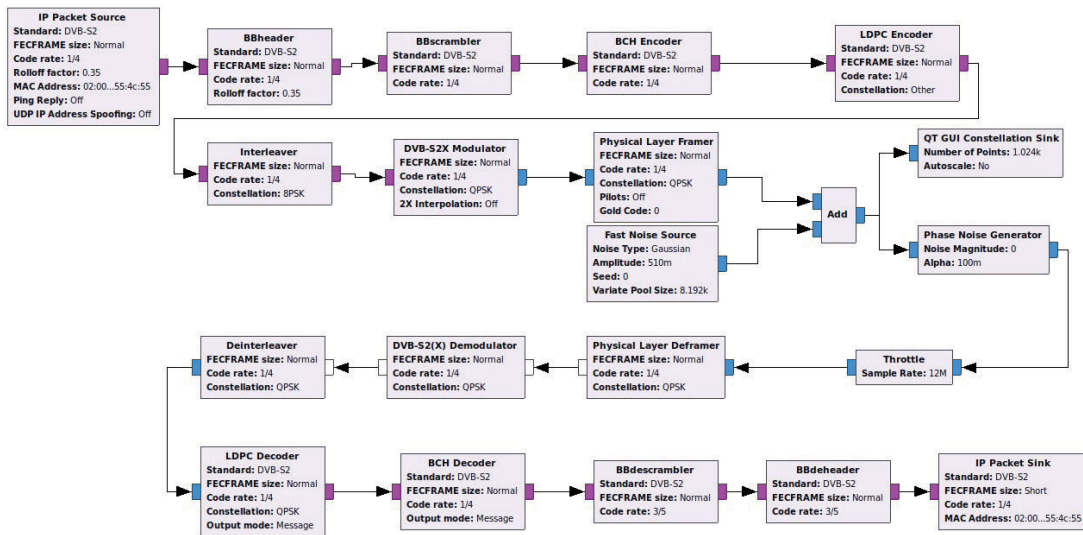 IP Packet Source
Standard: DVB-S2
FECFRAME size: Normal
Code rate: 1/4
Rolloff factor: 0.35
MAC Address: 02:00...55:4c:55
Ping Reply: Off
UDP IP Address Spoofing: Off
BBheader
Standard: DVB-S2
FECFRAME size: Normal
Code rate: 1/4
Rolloff factor: 0.35
BBscrambler
Standard: DVB-S2
FECFRAME size: Normal
Code rate: 1/4
BCH Encoder
Standard: DVB-S2
FECFRAME size: Normal
Code rate: 1/4
LDPC Encoder
Standard: DVB-S2
FECFRAME size: Normal
Code rate: 1/4
Constellation: Other
Interleaver
FECFRAME size: Normal
Code rate: 1/4
Constellation: 8PSK
DVB-S2X Modulator
FECFRAME size: Normal
Code rate: 1/4
Constellation: QPSK
2X Interpolation: Off
Physical Layer Framer
FECFRAME size: Normal
Code rate: 1/4
Constellation: QPSK
Pilots: Off
Gold Code: 0
Fast Noise Source
Noise Type: Gaussian
Amplitude: 510m
Seed: 0
Variate Pool Size: 8.192k
Add
QT GUI Constellation Sink
Number of Points: 1.024k
Autoscale: No
Phase Noise Generator
Noise Magnitude: 0
Alpha: 100m
Deinterleaver
FECFRAME size: Normal
Code rate: 1/4
Constellation: QPSK
DVB-S2(X) Demodulator
FECFRAME size: Normal
Code rate: 1/4
Constellation: QPSK
Physical Layer Deframer
FECFRAME size: Normal
Code rate: 1/4
Constellation: QPSK
Throttle
Sample Rate: 12M
LDPC Decoder
Standard: DVB-S2
FECFRAME size: Normal
Code rate: 1/4
Constellation: QPSK
Output mode: Message
BCH Decoder
Standard: DVB-S2
FECFRAME size: Normal
Code rate: 1/4
Output mode: Message
BBdescrambler
Standard: DVB-S2
FECFRAME size: Normal
Code rate: 3/5
BBdeheader
Standard: DVB-S2
FECFRAME size: Normal
Code rate: 3/5
IP Packet Sink
Standard: DVB-S2
FECFRAME size: Short
Code rate: 1/4
MAC Address: 02:00...55:4c:55